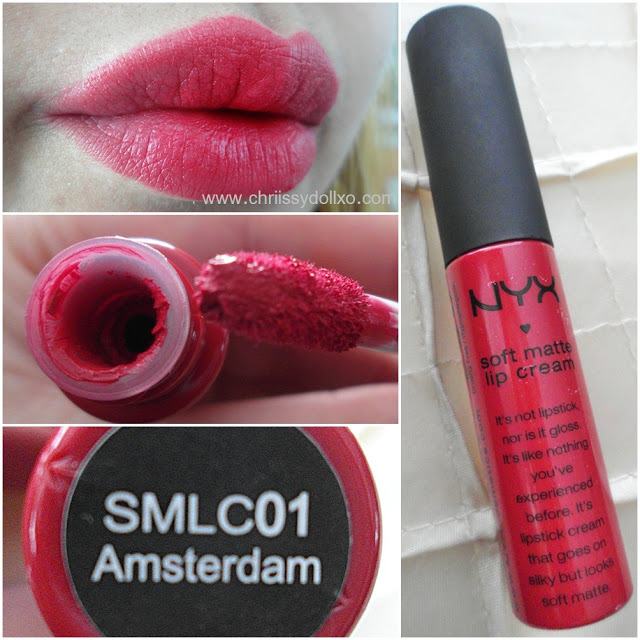 www.chriissydollxo.com
SMLC01
Amsterdam
NYX
soft matte
lip cream
It's not lipstick,
nor is it gloss.
It's like nothing
you've
experienced
before. It's
lipstick cream
that goes on
silky but looks
soft matte.